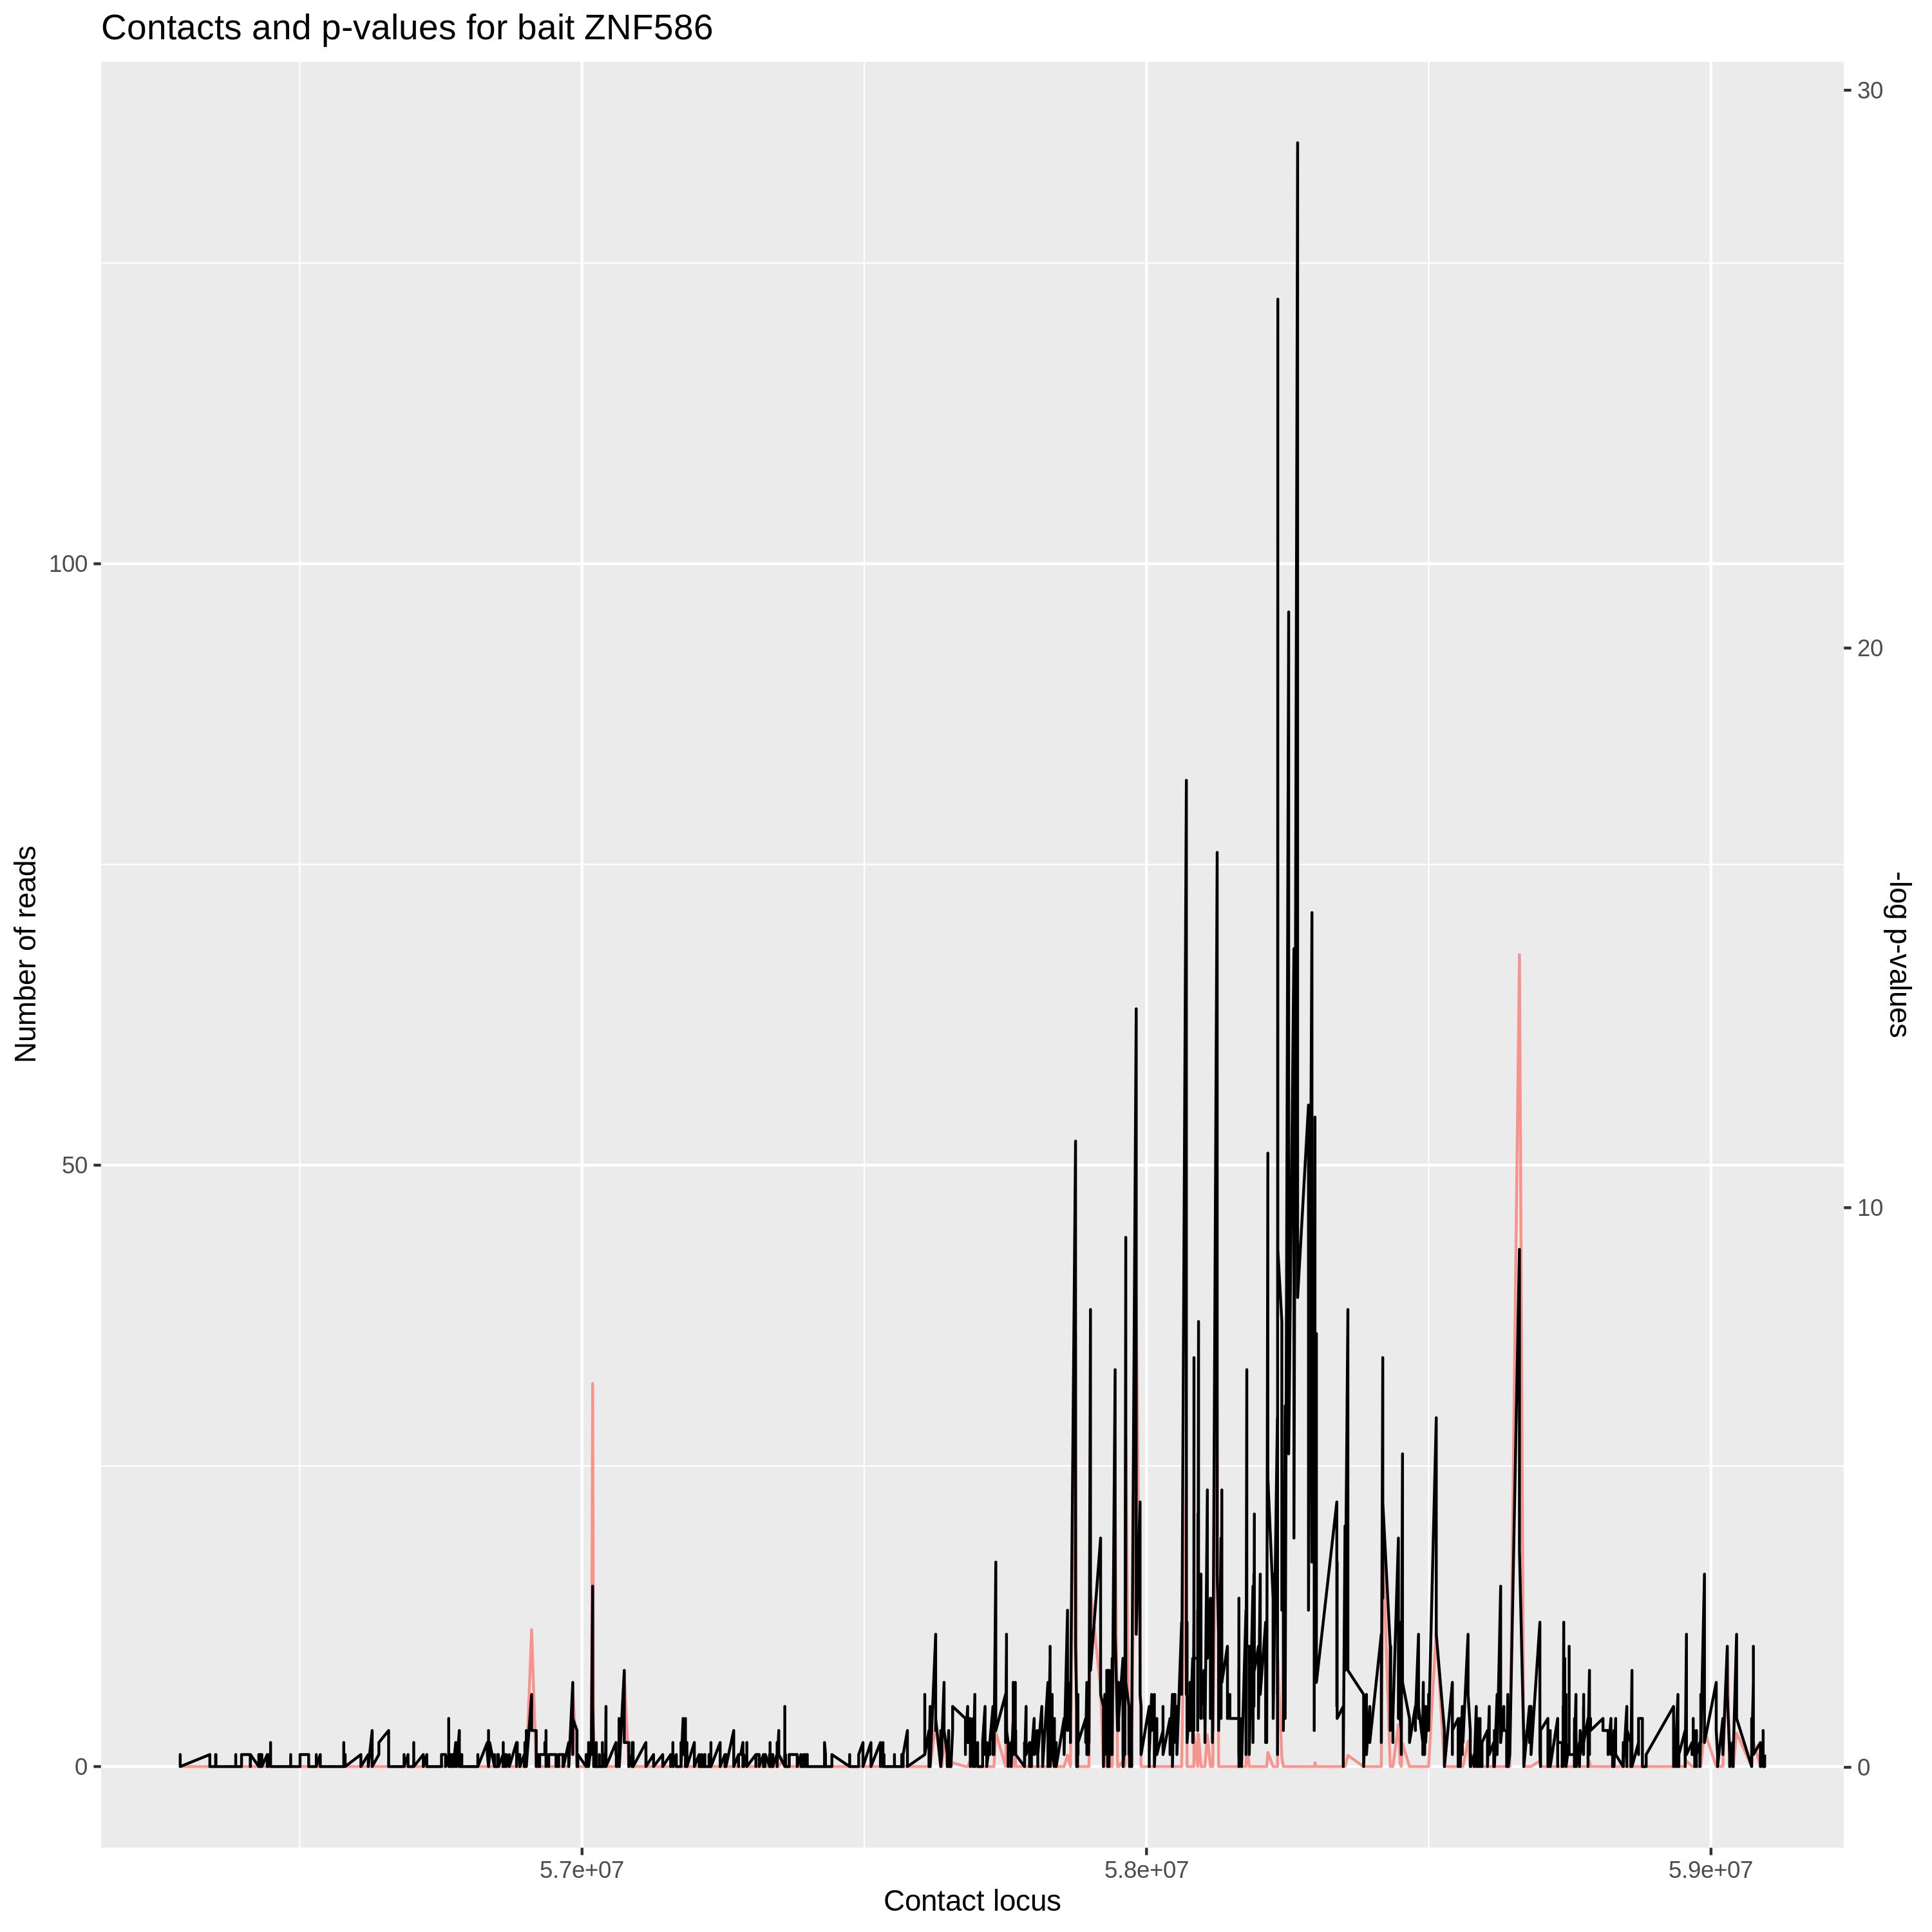 Contacts and p-values for bait ZNF586
Number of reads
100
50
0
30
20
10
0
-log p-values
5.7e+07
5.8e+07
5.9e+07
Contact locus